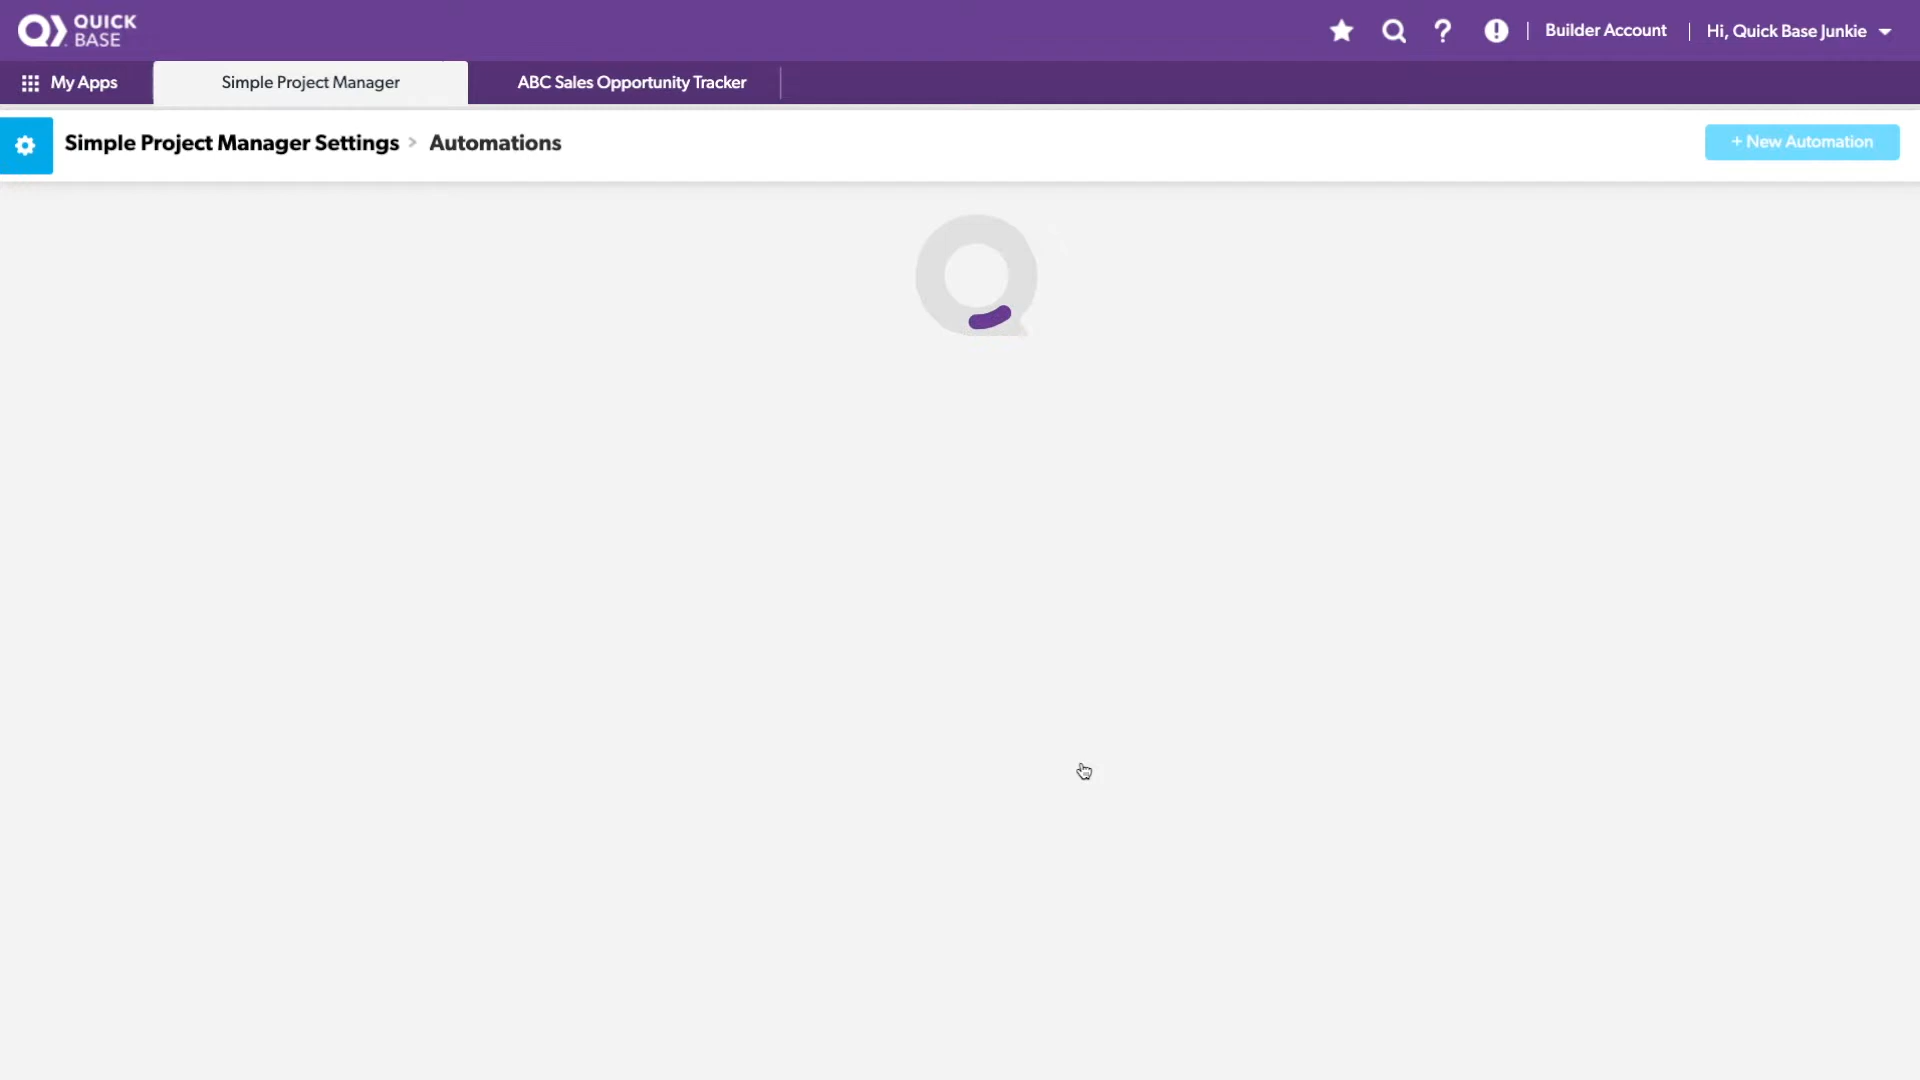 QUICK
BASE
Builder Account
Hi, Quick Base Junkie
My Apps
Simple Project Manager
ABC Sales Opportunity Tracker
Simple Project Manager Settings > Automations
+ New Automation